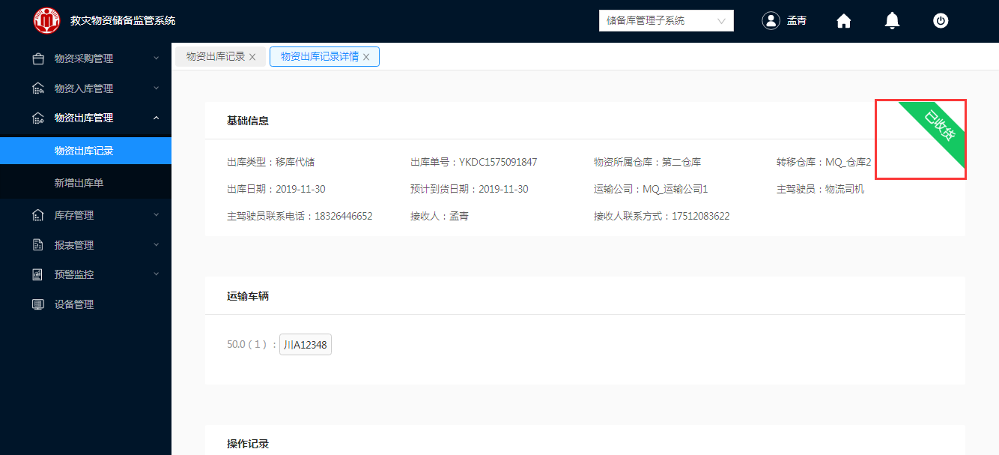 救灾物资储备监管系统
储备库管理子系统
孟青
物资采购管理
物资入库管理
物资出库管理
物资出库记录
新增出库单
库存管理
报表管理
预警监控
设备管理
物资出库记录 X
物资出库记录详情 X
基础信息
已收货
出库类型：移库代储
出库单号：YKDC1575091847
物资所属仓库：第二仓库
转移仓库：MQ_仓库2
出库日期：2019-11-30
预计到货日期：2019-11-30
运输公司：MQ_运输公司1
主驾驶员：物流司机
主驾驶员联系电话：18326446652
接收人：孟青
接收人联系方式：17512083622
运输车辆
50.0（1）：川A12348
操作记录